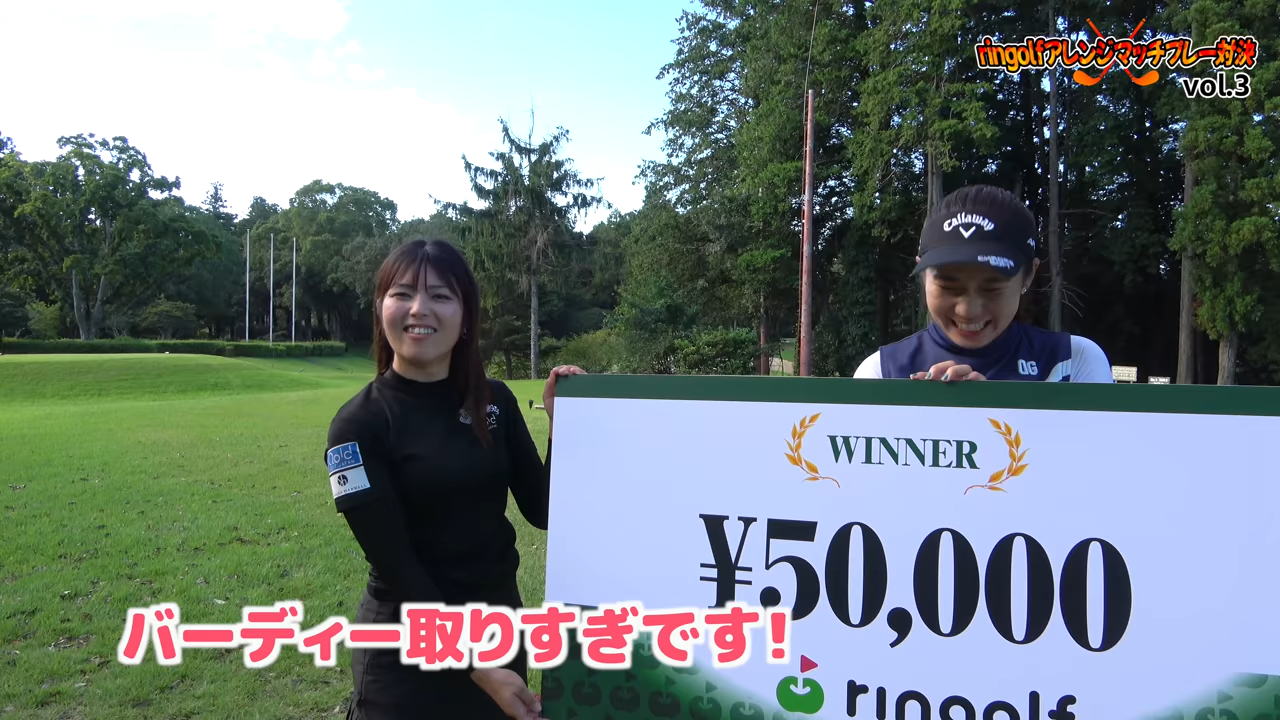 ringolfアレンジマッチプレー対決
vol.3
Callaway
OG
WINNER
¥50,000
バーディー取りすぎです!
ringolf